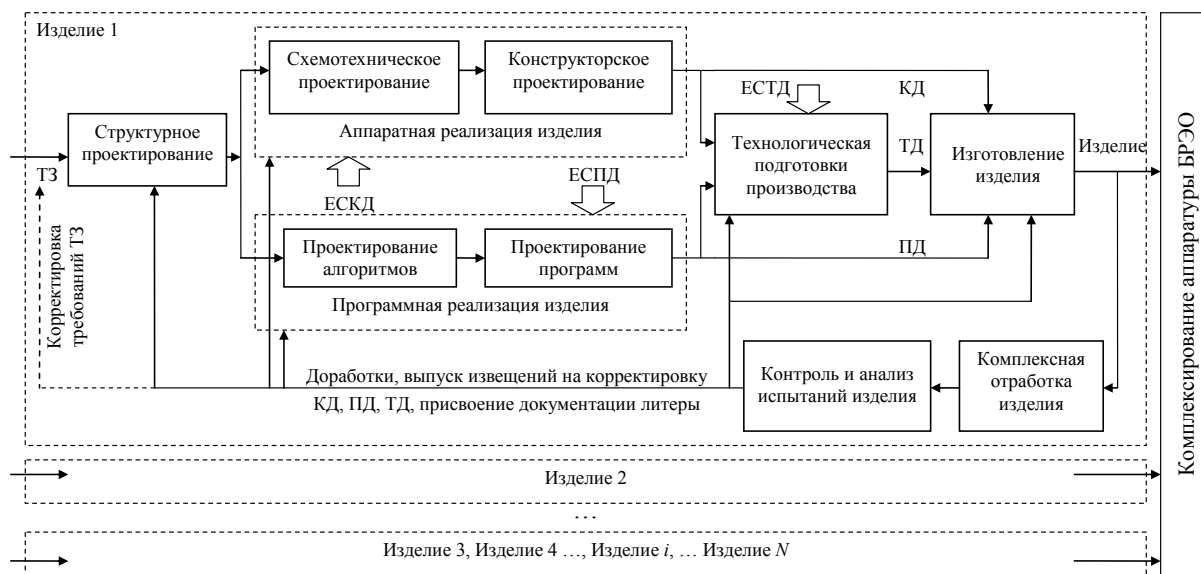 Изделие 1
Схемотехническое
проектирование
Конструкторское
проектирование
Аппаратная реализация изделия
ЕСТД
КД
Структурное
проектирование
ТЗ
Технологическая
подготовки
производства
ТД
Изготовление
изделия
Изделие
ЕСКД
ЕСПД
Проектирование
алгоритмов
Проектирование
программ
Программная реализация изделия
ПД
Корректировка
требований ТЗ
Доработки, выпуск извещений на корректировку
КД, ПД, ТД, присвоение документации литеры
Контроль и анализ
испытаний изделия
Комплексная
отработка
изделия
Комплексирование аппаратуры БРЭО
Изделие 2
…
Изделие 3, Изделие 4 …, Изделие i, … Изделие N